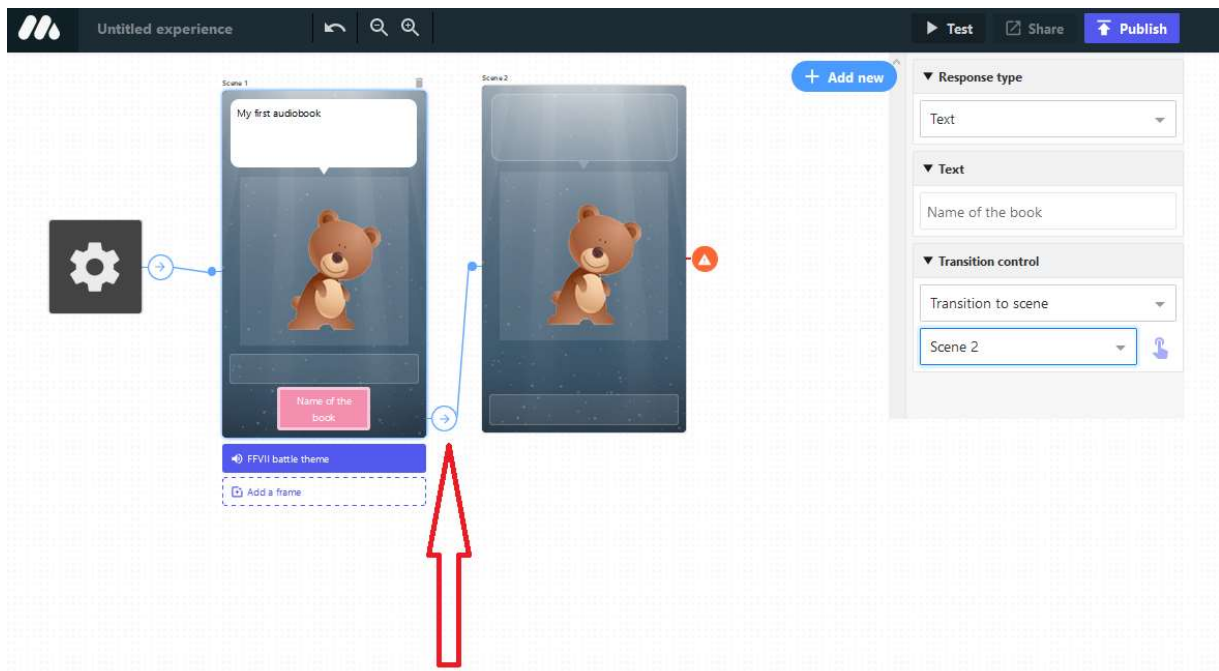 Untitled experience
Test
Share
Publish
Scene 1
Scene 2
Add new
My first audiobook
Name of the
book
FFVII battle theme
Add a frame
Response type
Text
Text
Name of the book
Transition control
Transition to scene
Scene 2